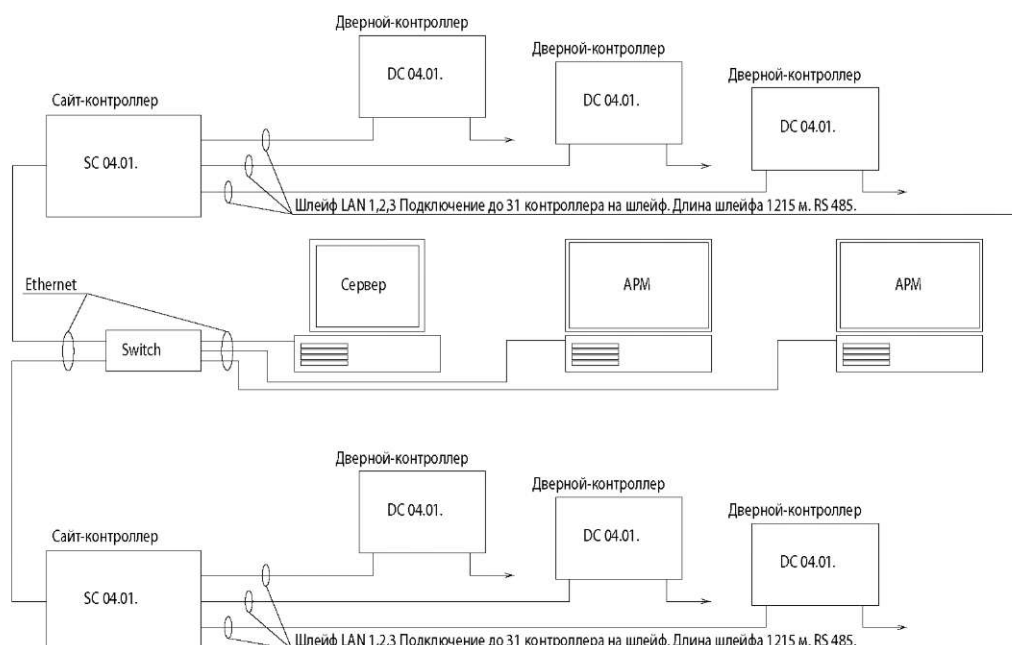 Дверной-контроллер
DC 04.01.
Дверной-контроллер
DC 04.01.
Дверной-контроллер
DC 04.01.
Сайт-контроллер
SC 04.01.
Шлейф LAN 1,2,3 Подключение до 31 контроллера на шлейф. Длина шлейфа 1215 м. RS 485.
Ethernet
Switch
Сервер
АРМ
АРМ
Дверной-контроллер
DC 04.01.
Дверной-контроллер
DC 04.01.
Дверной-контроллер
DC 04.01.
Сайт-контроллер
SC 04.01.
Шлейф LAN 1,2,3 Подключение до 31 контроллера на шлейф. Длина шлейфа 1215 м. RS 485.